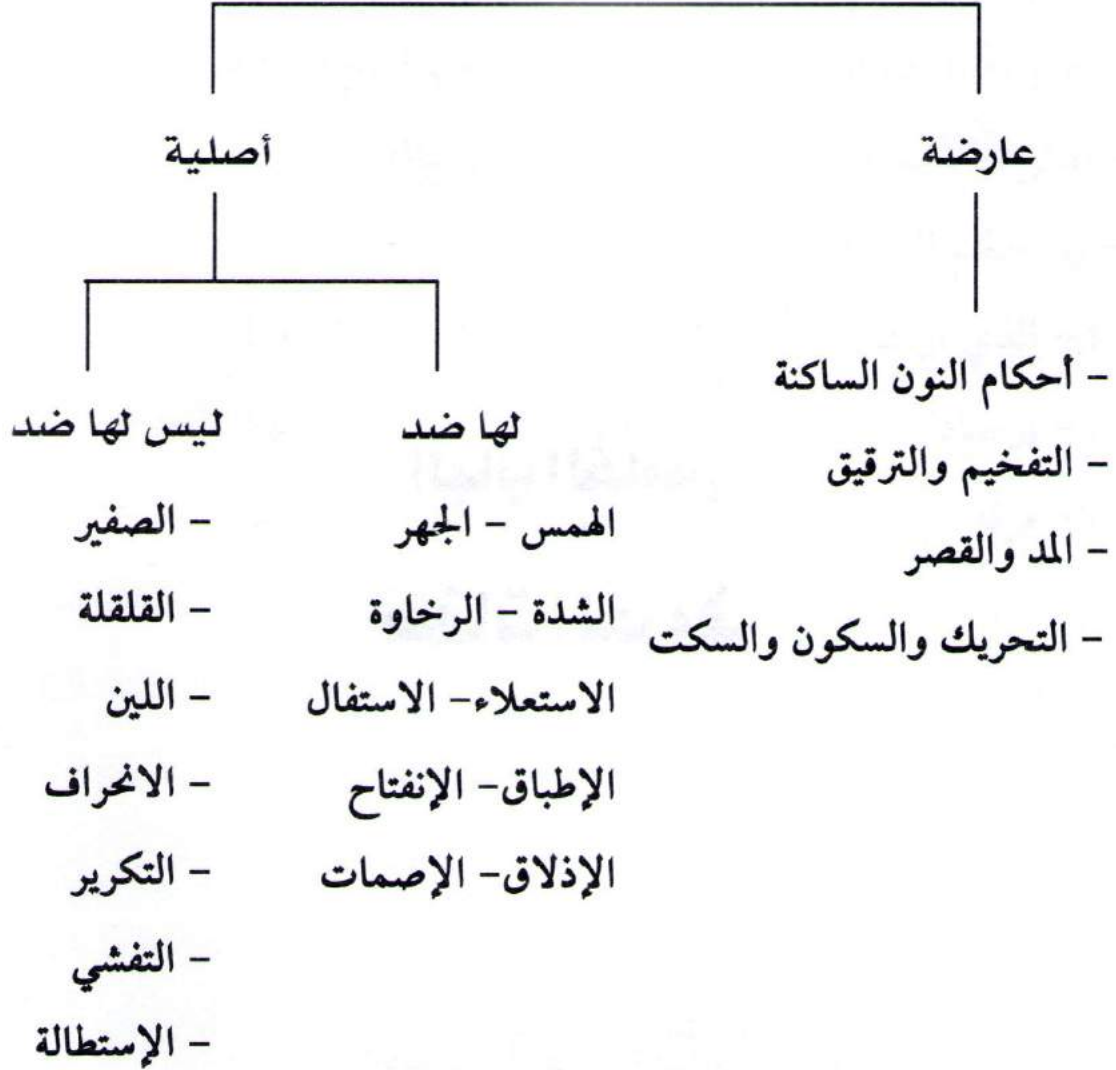 عارضة
– أحكام النون الساكنة
– التفخيم والترقيق
– المد والقصر
– التحريك والسكون والسكت
أصلية
لها ضد
الهمس – الجهر
الشدة – الرخاوة
الاستعلاء– الاستفال
الإطباق– الإنفتاح
الإذلاق– الإصمات
ليس لها ضد
– الصفير
– القلقلة
– اللين
– الانحراف
– التكرير
– التفشي
– الإستطالة